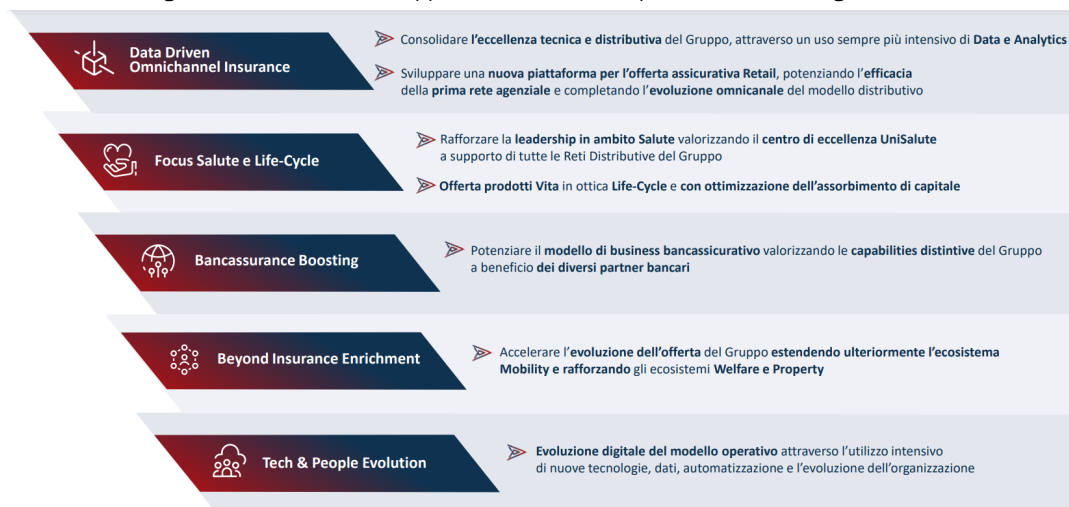 Data Driven
Omnichannel Insurance
Consolidare l'eccellenza tecnica e distributiva del Gruppo, attraverso un uso sempre più intensivo di Data e Analytics
Sviluppare una nuova piattaforma per l'offerta assicurativa Retail, potenziando l'efficacia
della prima rete agenziale e completando l'evoluzione omnicanale del modello distributivo
Focus Salute e Life-Cycle
Rafforzare la leadership in ambito Salute valorizzando il centro di eccellenza UniSalute
a supporto di tutte le Reti Distributive del Gruppo
Offerta prodotti Vita in ottica Life-Cycle e con ottimizzazione dell'assorbimento di capitale
Bancassurance Boosting
Potenziare il modello di business bancassicurativo valorizzando le capabilities distintive del Gruppo
a beneficio dei diversi partner bancari
Beyond Insurance Enrichment
Accelerare l'evoluzione dell'offerta del Gruppo estendendo ulteriormente l'ecosistema
Mobility e rafforzando gli ecosistemi Welfare e Property
Tech & People Evolution
Evoluzione digitale del modello operativo attraverso l'utilizzo intensivo
di nuove tecnologie, dati, automatizzazione e l'evoluzione dell'organizzazione